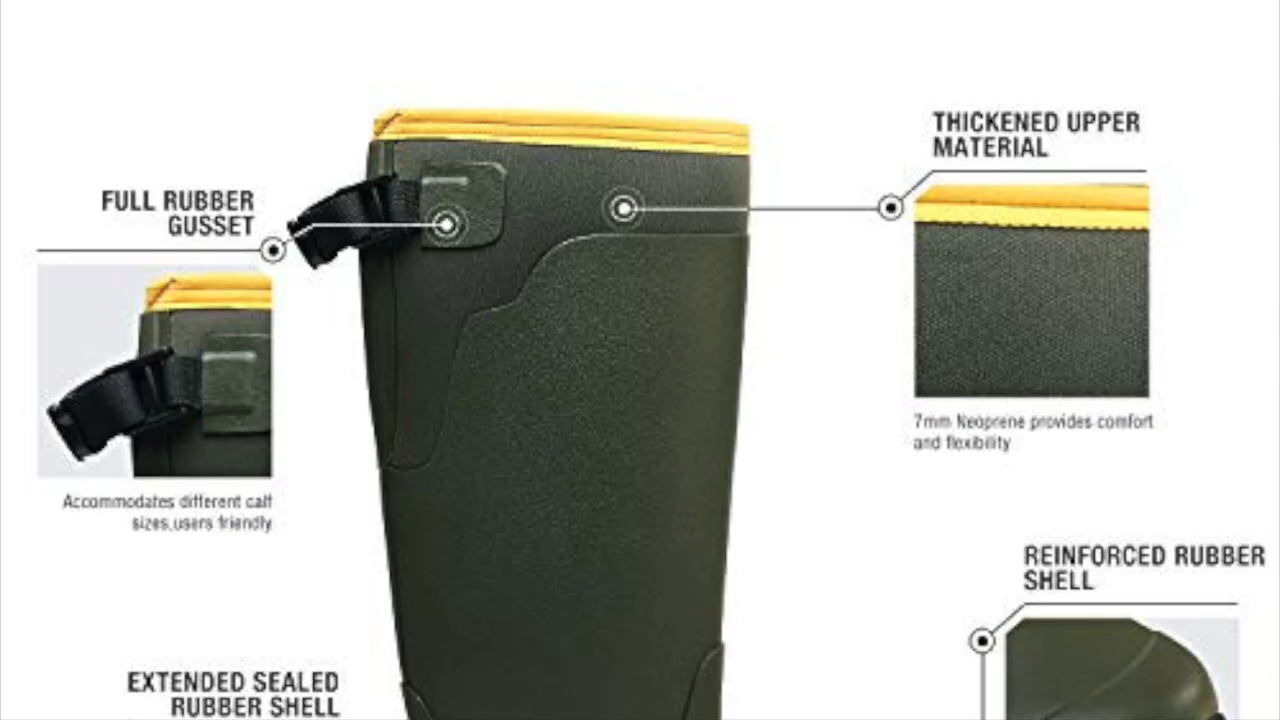 THICKENED UPPER
MATERIAL
FULL RUBBER
GUSSET
7mm Neoprene provides comfort
and flexibility
Accommodates different calf
sizes,users friendly
REINFORCED RUBBER
SHELL
EXTENDED SEALED
RUBBER SHELL